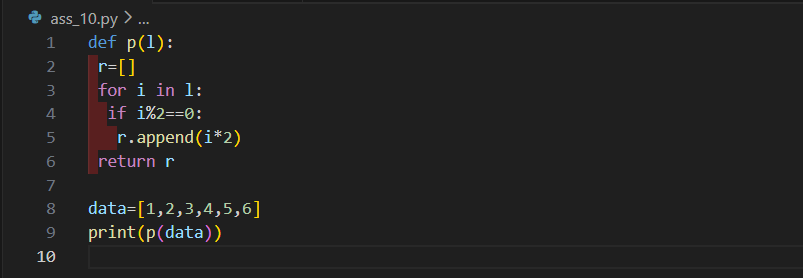 ass_10.py > ...
1 def p(l):
2  r=[]
3  for i in l:
4   if i%2==0:
5    r.append(i*2)
6  return r
7
8 data=[1,2,3,4,5,6]
9 print(p(data))
10